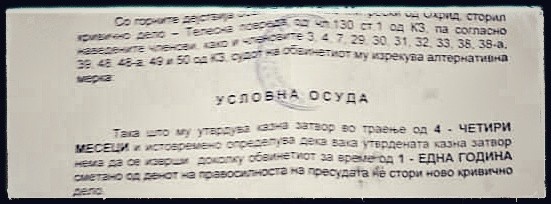 Со горните дејствија од Охрид, сторил
кривично дело – Телесна повреда, од чл.130 ст.1 од КЗ, па согласно
наведените членови, како и членовите 3, 4, 7, 29, 30, 31, 32, 33, 38, 38-а,
39, 48, 48-а, 49 и 50 од КЗ, судот на обвинетиот му изрекува алтернативна
мерка:
УСЛОВНА ОСУДА
Така што му утврдува казна затвор во траење од 4 - ЧЕТИРИ
МЕСЕЦИ и истовремено определува дека вака утврдената казна затвор
нема да се изврши доколку обвинетиот за време од 1 - ЕДНА ГОДИНА
сметано од денот на правосилноста на пресудата не стори ново кривично
дело.